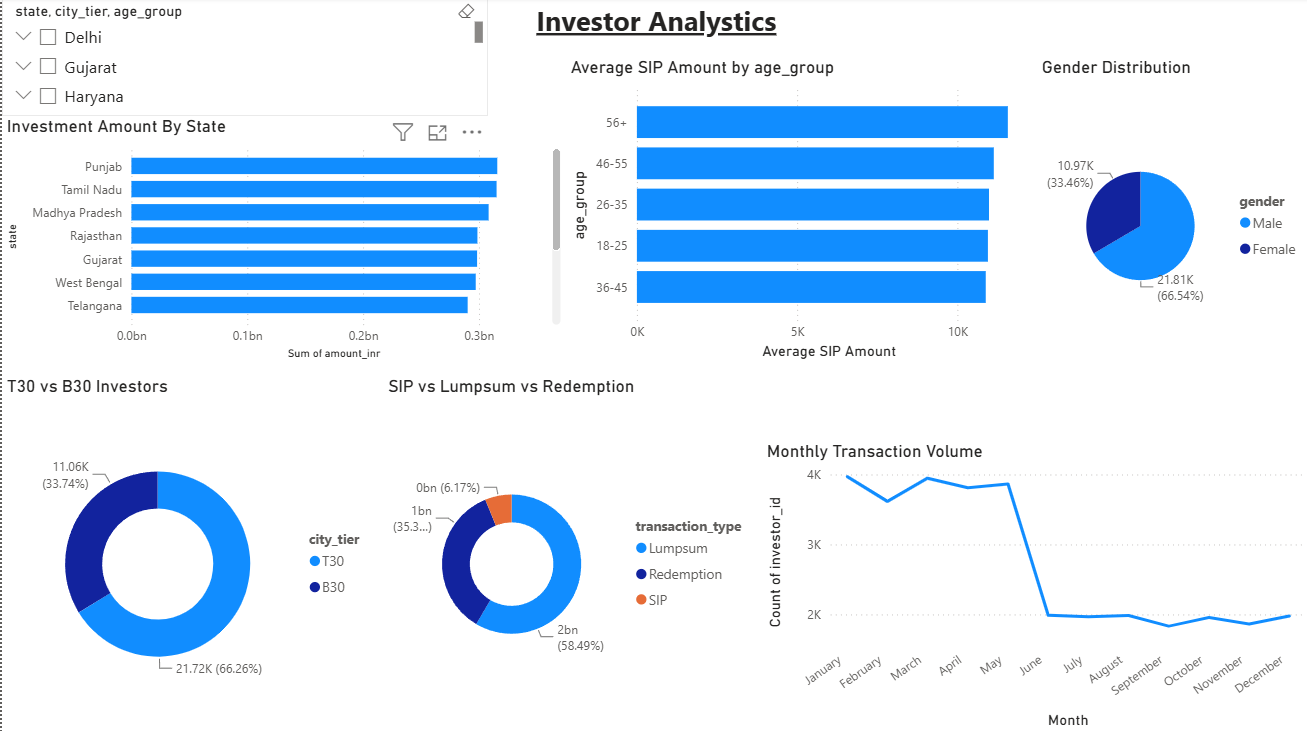 state, city_tier, age_group
Delhi
Gujarat
Haryana
Investor Analystics
Investment Amount By State
state
Punjab
Tamil Nadu
Madhya Pradesh
Rajasthan
Gujarat
West Bengal
Telangana
0.0bn 0.1bn 0.2bn 0.3bn
Sum of amount_inr
Average SIP Amount by age_group
age_group
56+
46-55
26-35
18-25
36-45
0K 5K 10K
Average SIP Amount
Gender Distribution
10.97K
(33.46%)
21.81K
(66.54%)
gender
Male
Female
T30 vs B30 Investors
11.06K
(33.74%)
21.72K (66.26%)
city_tier
T30
B30
SIP vs Lumpsum vs Redemption
0bn (6.17%)
1bn
(35.3...)
2bn
(58.49%)
transaction_type
Lumpsum
Redemption
SIP
Monthly Transaction Volume
Count of investor_id
4K
3K
2K
January February March April May June July August September October November December
Month